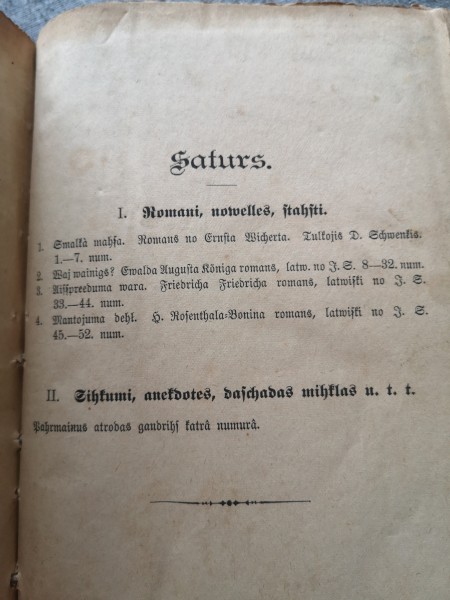 Saturs.
I. Romani, nowelles, stahsti.
1. Smalkà mahsa. Romans no Ernsta Wicherta. Tulkojis D. Schwenkis.
1.—7. num.
2. Waj wainigs? Ewalda Augusta Königa romans, latw. no J. S. 8—32. num.
3. Aisspreeduma wara. Friedricha Friedricha romans, latwiski no J. S.
33.—44. num.
4. Mantojuma dehl. H. Rosenthala-Bonina romans, latwiski no J. S.
45.—52. num.
II. Sihkumi, anekdotes, daschadas mihklas u. t. t.
Pahrmainus atrodas gandrihs katrâ numurâ.